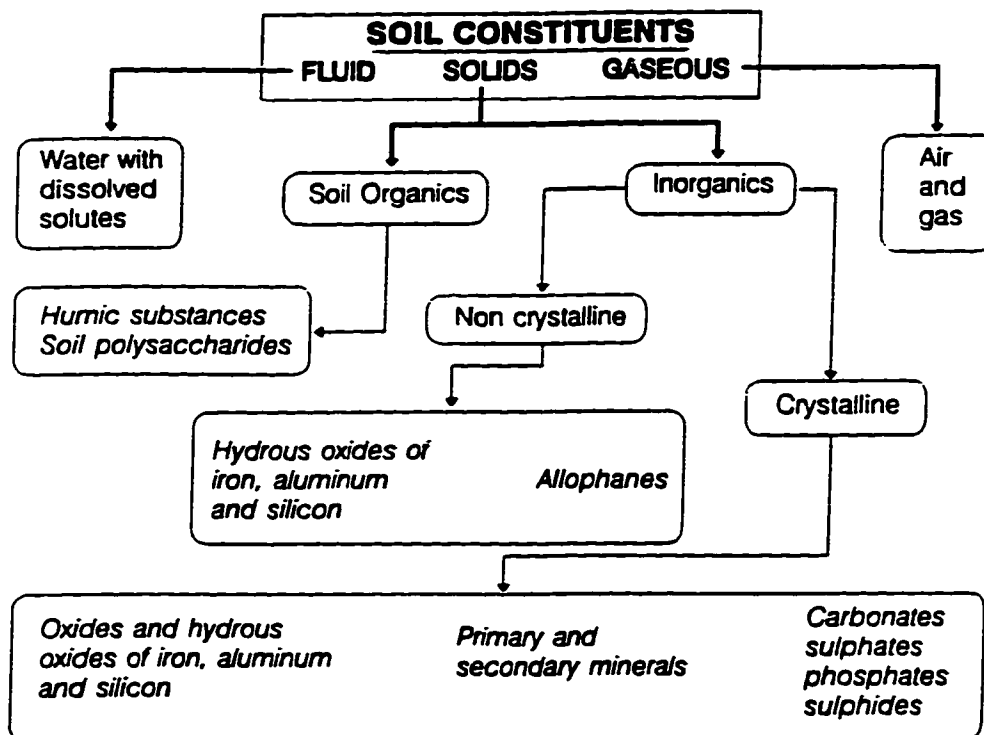 SOIL CONSTITUENTS
FLUID SOLIDS GASEOUS
Water with
dissolved
solutes
Soil Organics
Inorganics
Air
and
gas
Humic substances
Soil polysaccharides
Non crystalline
Crystalline
Hydrous oxides of
iron, aluminum
and silicon
Allophanes
Oxides and hydrous
oxides of iron, aluminum
and silicon
Primary and
secondary minerals
Carbonates
sulphates
phosphates
sulphides